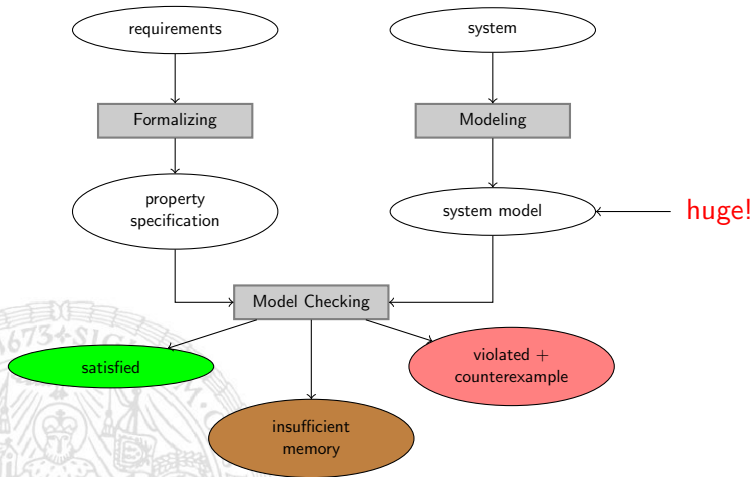 requirements
system
Formalizing
Modeling
property
specification
system model
huge!
Model Checking
satisfied
violated +
counterexample
insufficient
memory